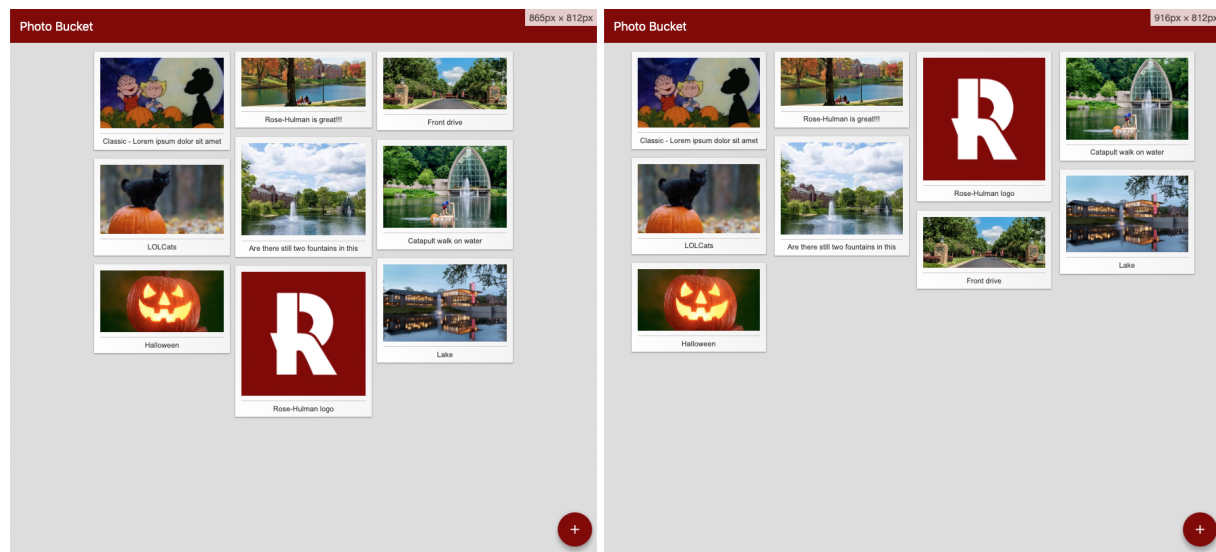 Photo Bucket
865px × 812px
Classic - Lorem ipsum dolor sit amet
LOLCats
Halloween
Rose-Hulman is great!!!
Are there still two fountains in this
R
Rose-Hulman logo
Front drive
Catapult walk on water
Lake
+
Photo Bucket
916px × 812px
Classic - Lorem ipsum dolor sit amet
LOLCats
Halloween
Rose-Hulman is great!!!
Are there still two fountains in this
R
Rose-Hulman logo
Front drive
Catapult walk on water
Lake
+